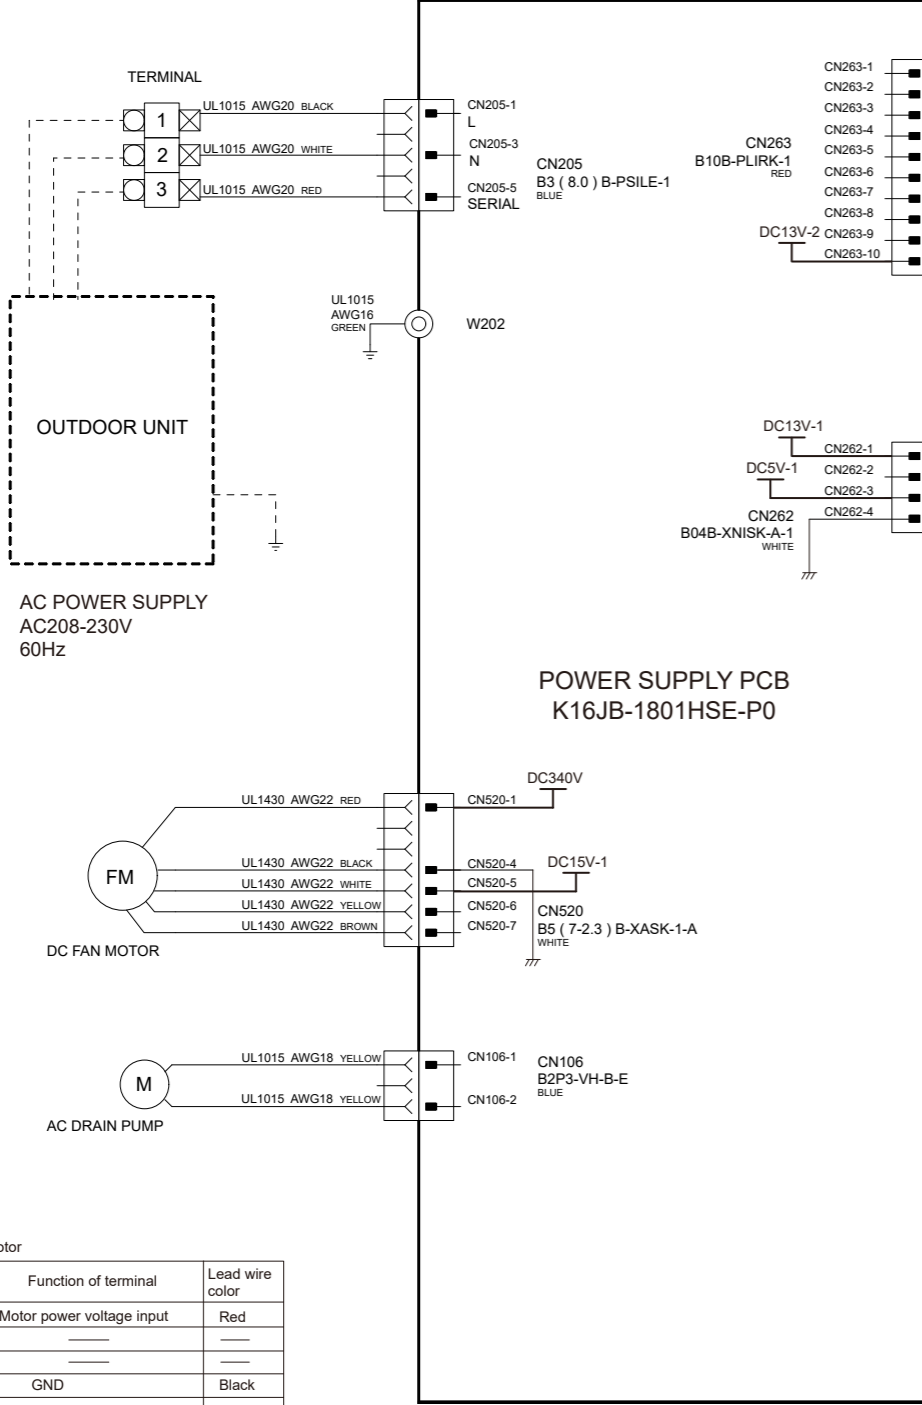 TERMINAL
1 UL1015 AWG20 BLACK
2 UL1015 AWG20 WHITE
3 UL1015 AWG20 RED
CN205-1
L
CN205-3
N
CN205-5
SERIAL
CN205
B3 ( 8.0 ) B-PSILE-1
BLUE
CN263-1
CN263-2
CN263-3
CN263-4
CN263-5
CN263-6
CN263-7
CN263-8
CN263-9
CN263-10
CN263
B10B-PLIRK-1
RED
DC13V-2
UL1015
AWG16
GREEN
W202
OUTDOOR UNIT
AC POWER SUPPLY
AC208-230V
60Hz
DC13V-1
DC5V-1
CN262-1
CN262-2
CN262-3
CN262-4
CN262
B04B-XNISK-A-1
WHITE
POWER SUPPLY PCB
K16JB-1801HSE-P0
DC340V
UL1430 AWG22 RED
UL1430 AWG22 BLACK
UL1430 AWG22 WHITE
UL1430 AWG22 YELLOW
UL1430 AWG22 BROWN
FM
DC FAN MOTOR
CN520-1
CN520-4
CN520-5
CN520-6
CN520-7
DC15V-1
CN520
B5 ( 7-2.3 ) B-XASK-1-A
WHITE
UL1015 AWG18 YELLOW
UL1015 AWG18 YELLOW
M
AC DRAIN PUMP
CN106-1
CN106-2
CN106
B2P3-VH-B-E
BLUE
otor
Function of terminal Lead wire
color
Motor power voltage input Red
GND Black